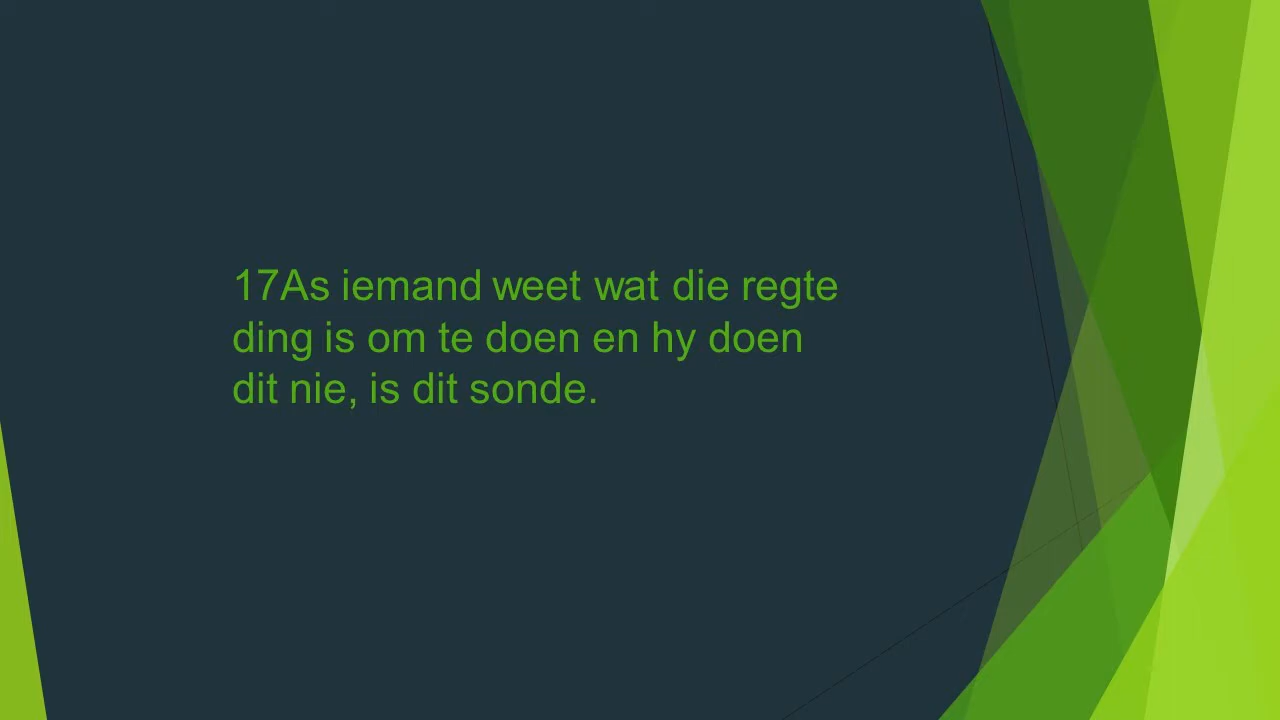 17As iemand weet wat die regte
ding is om te doen en hy doen
dit nie, is dit sonde.